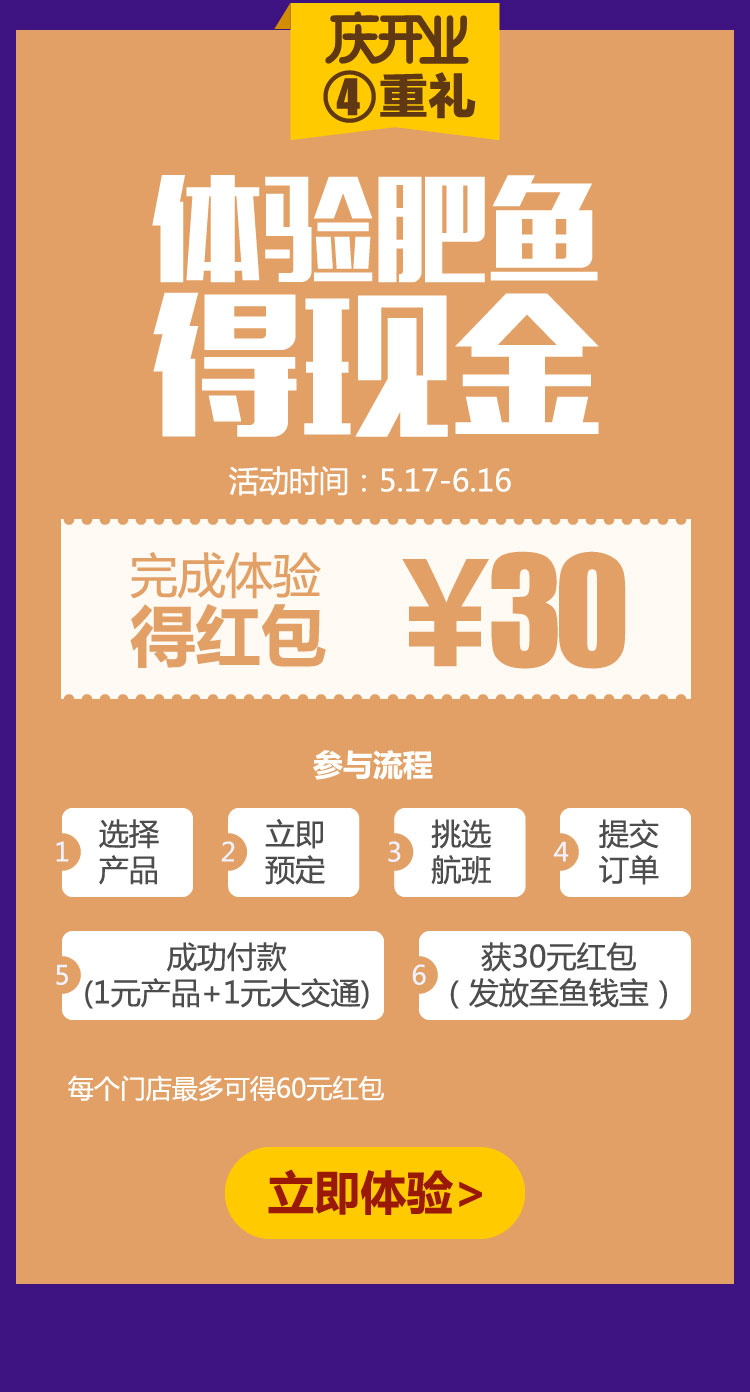 庆开业
④重礼
体验肥鱼
得现金
活动时间：5.17-6.16
完成体验
得红包
¥30
参与流程
1
选择
产品
2
立即
预定
3
挑选
航班
4
提交
订单
5
成功付款
(1元产品+1元大交通)
6
获30元红包
（发放至鱼钱宝）
每个门店最多可得60元红包
立即体验>